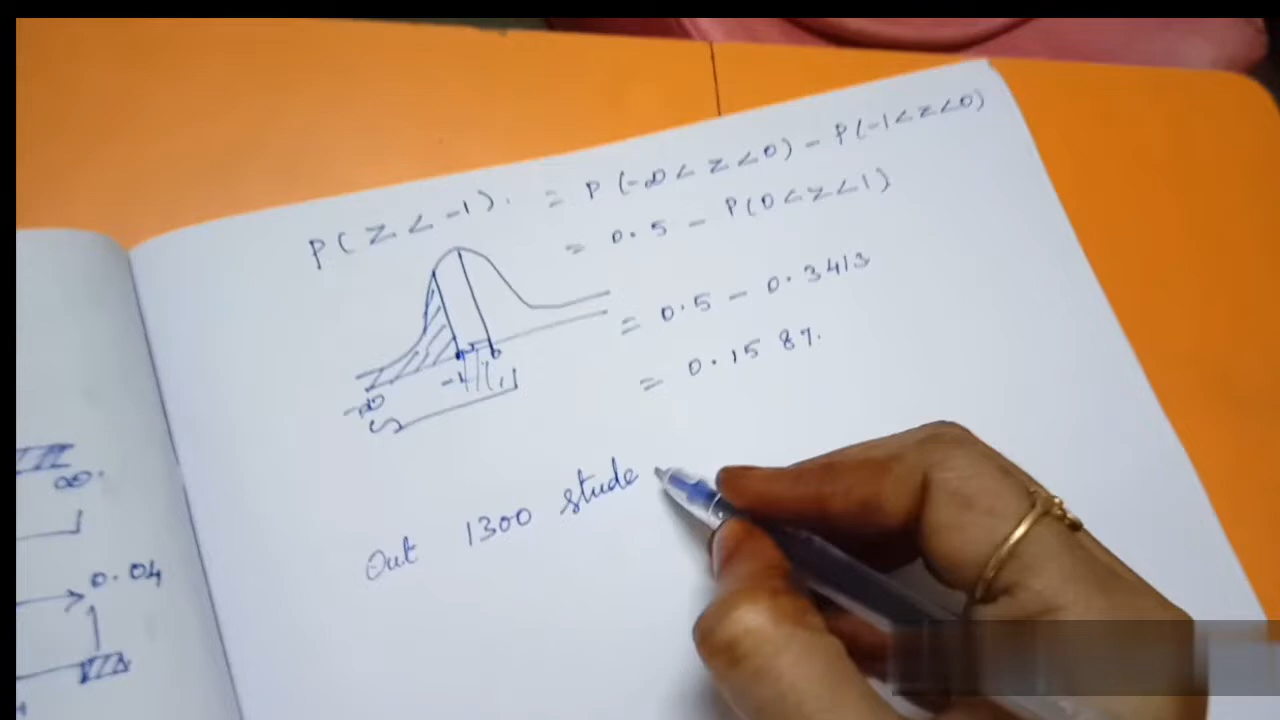 P(Z < -1). = P(-∞ < z < 0) - P(-1 < z < 0)
= 0.5 - P(0 < z < 1)
= 0.5 - 0.3413
= 0.1587.
-∞ -1
Out 1300 stude
∞.
0.04